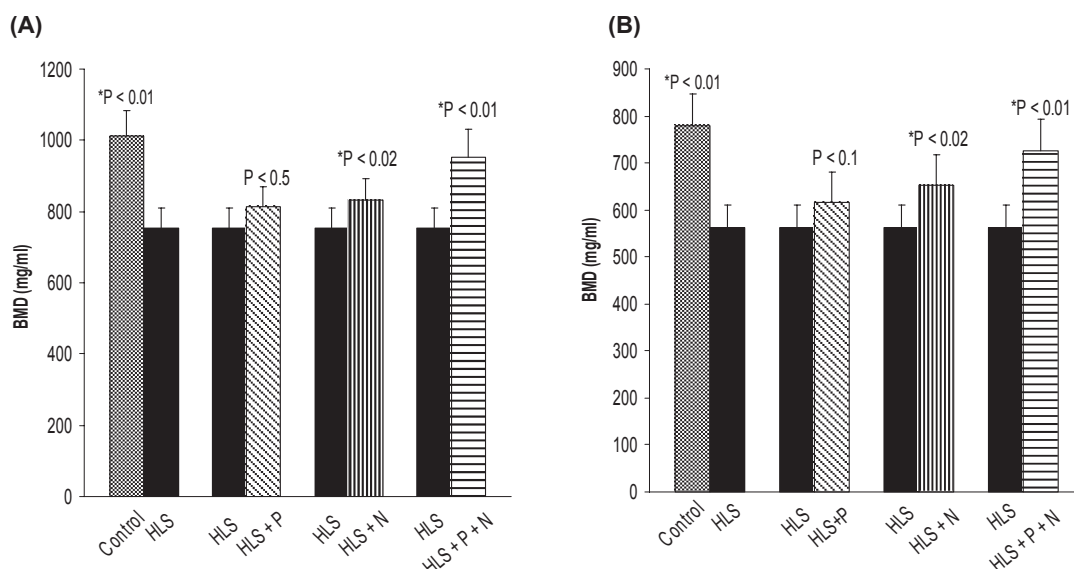 (A)
1200
1000
800
600
400
200
0
BMD (mg/ml)
*P < 0.01
P < 0.5
*P < 0.02
*P < 0.01
Control
HLS
HLS
HLS + P
HLS
HLS + N
HLS
HLS + P + N
(B)
900
800
700
600
500
400
300
200
100
0
BMD (mg/ml)
*P < 0.01
P < 0.1
*P < 0.02
*P < 0.01
Control
HLS
HLS
HLS+P
HLS
HLS + N
HLS
HLS + P + N